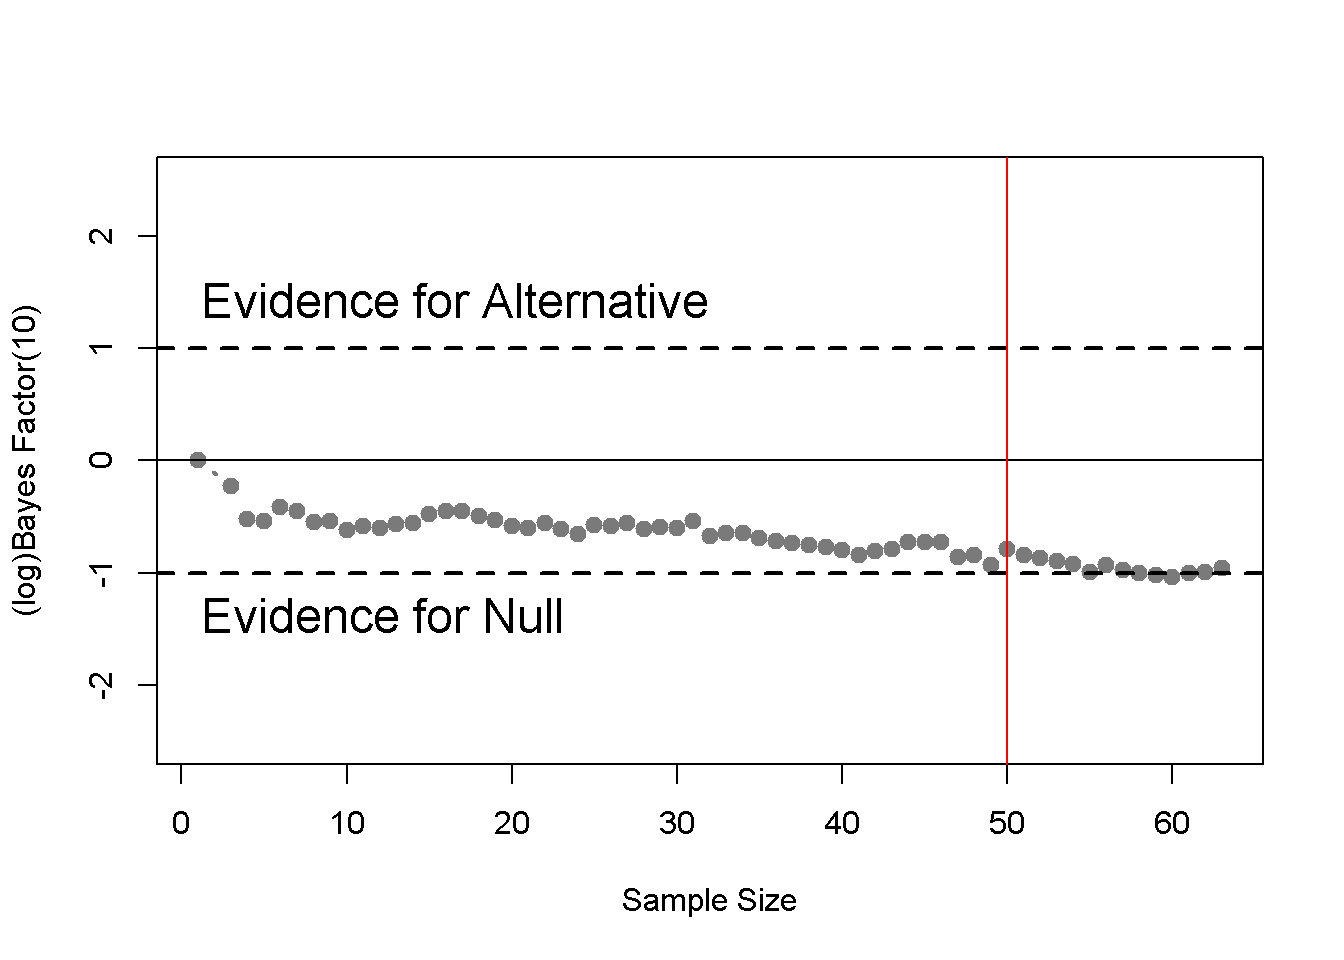 2
Evidence for Alternative
1
(log)Bayes Factor(10)
0
-1
Evidence for Null
-2
0 10 20 30 40 50 60
Sample Size